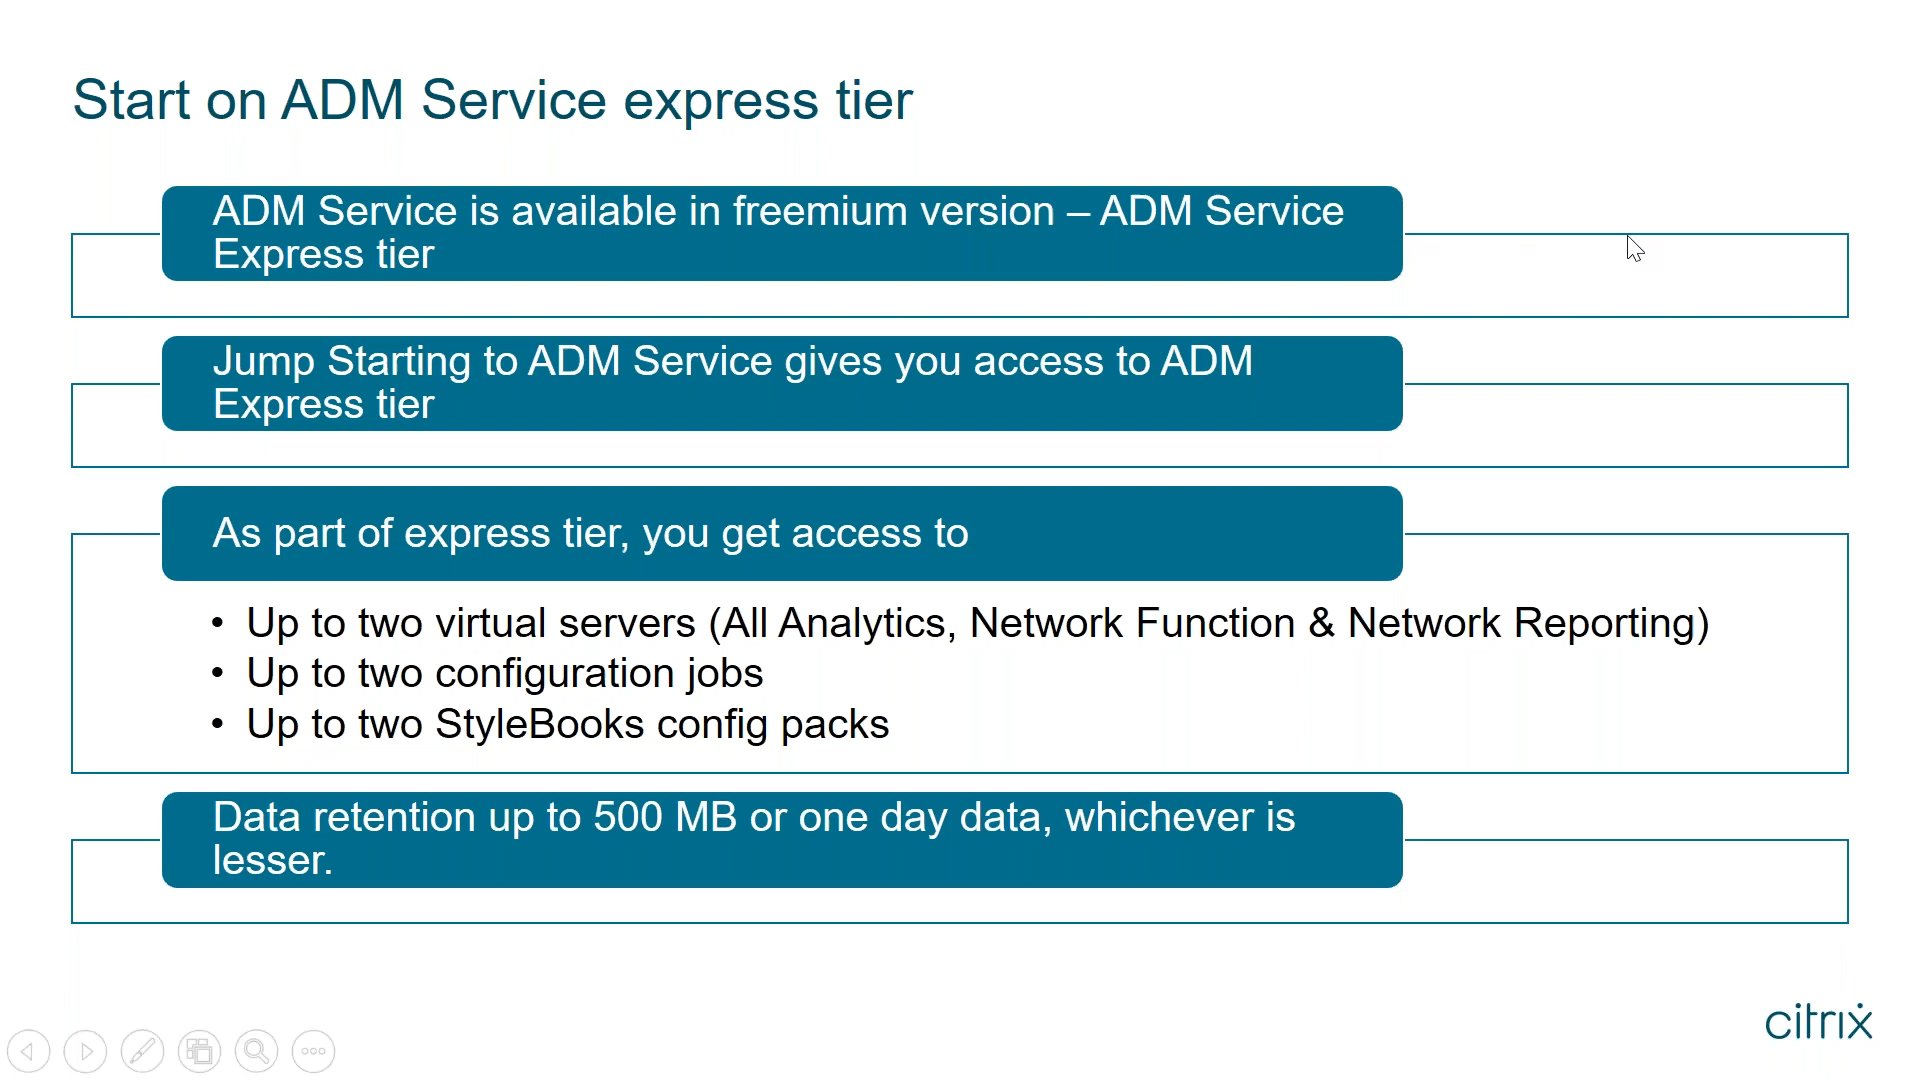 Start on ADM Service express tier
ADM Service is available in freemium version – ADM Service
Express tier
Jump Starting to ADM Service gives you access to ADM
Express tier
As part of express tier, you get access to
• Up to two virtual servers (All Analytics, Network Function & Network Reporting)
• Up to two configuration jobs
• Up to two StyleBooks config packs
Data retention up to 500 MB or one day data, whichever is
lesser.
citrix